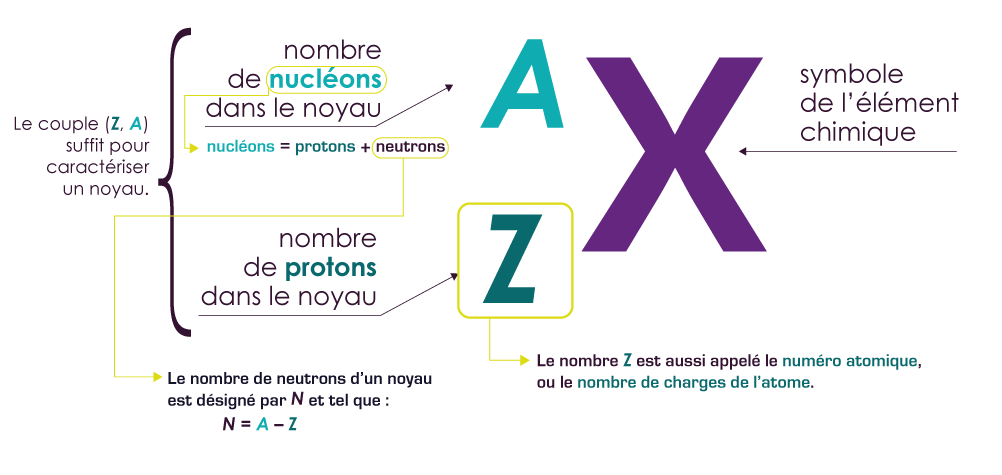 Le couple (Z, A)
suffit pour
caractériser
un noyau.
nombre
de nucléons
dans le noyau
nucléons = protons + neutrons
nombre
de protons
dans le noyau
A
Z
X
symbole
de l’élément
chimique
Le nombre de neutrons d’un noyau
est désigné par N et tel que :
N = A – Z
Le nombre Z est aussi appelé le numéro atomique,
ou le nombre de charges de l’atome.